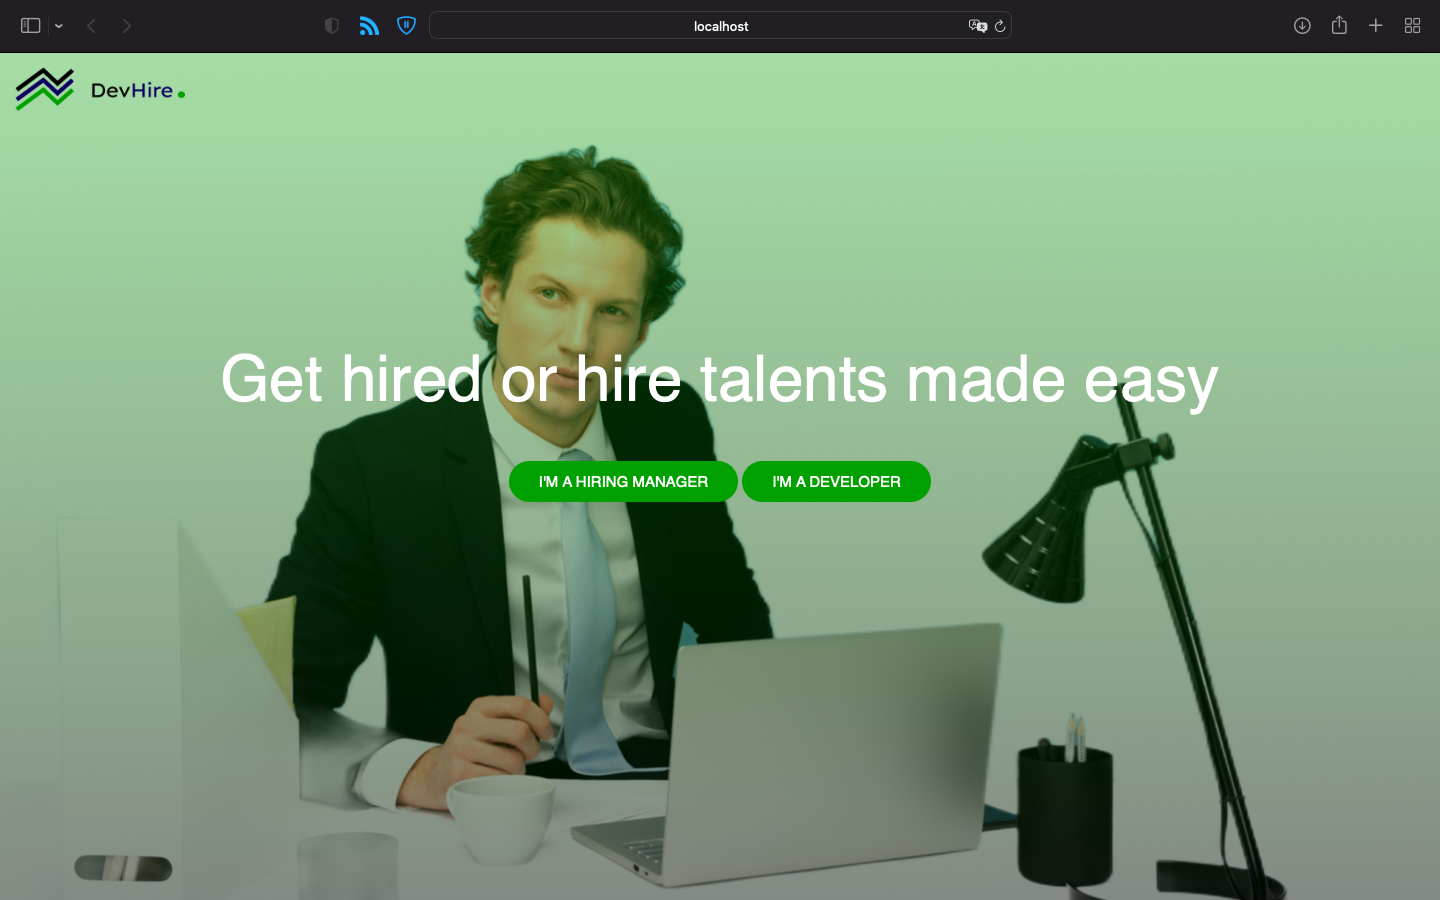 localhost
DevHire
Get hired or hire talents made easy
I'M A HIRING MANAGER
I'M A DEVELOPER